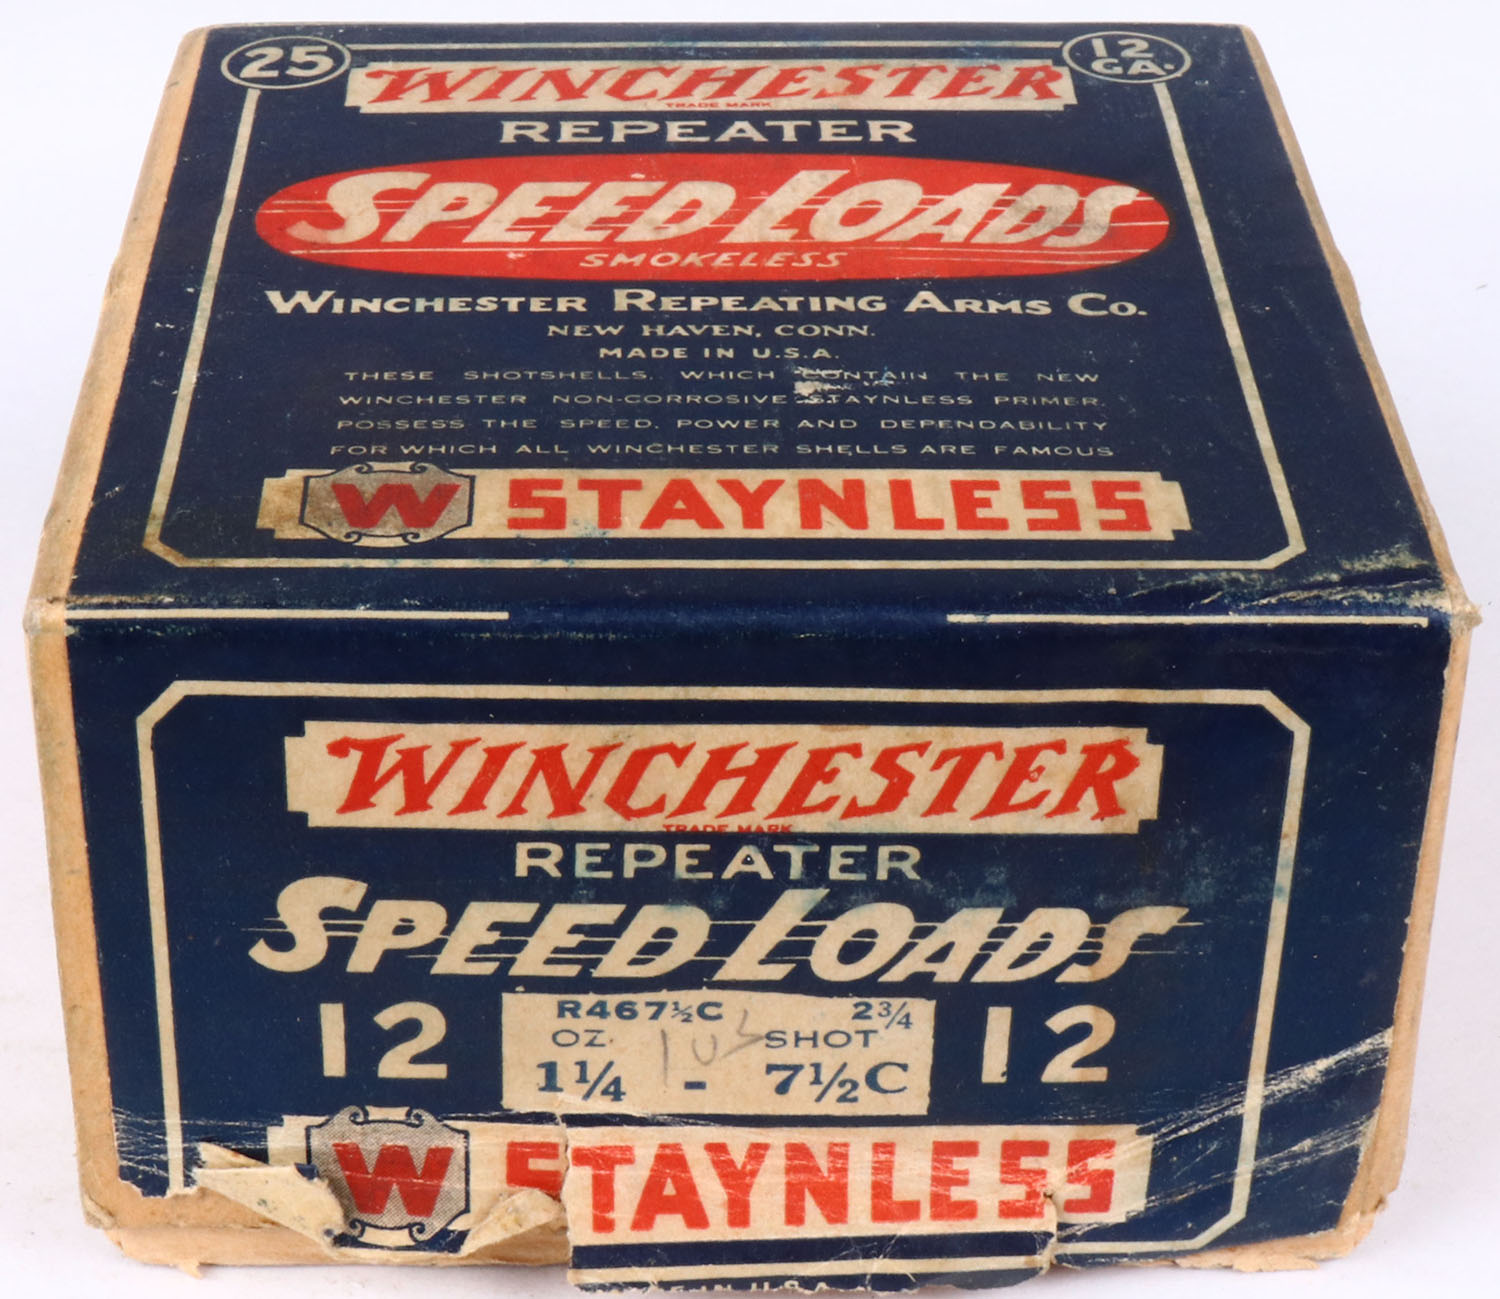 25
12 GA.
WINCHESTER
TRADE MARK
REPEATER
SPEED LOADS
SMOKELESS
WINCHESTER REPEATING ARMS CO.
NEW HAVEN, CONN.
MADE IN U.S.A.
THESE SHOTSHELLS, WHICH CONTAIN THE NEW
WINCHESTER NON-CORROSIVE STAYNLESS PRIMER,
POSSESS THE SPEED, POWER AND DEPENDABILITY
FOR WHICH ALL WINCHESTER SHELLS ARE FAMOUS
W STAYNLESS
WINCHESTER
TRADE MARK
REPEATER
SPEED LOADS
12 12
R467½C 2¾
OZ. SHOT
1¼ - 7½C
W STAYNLESS
IN U.S.A.